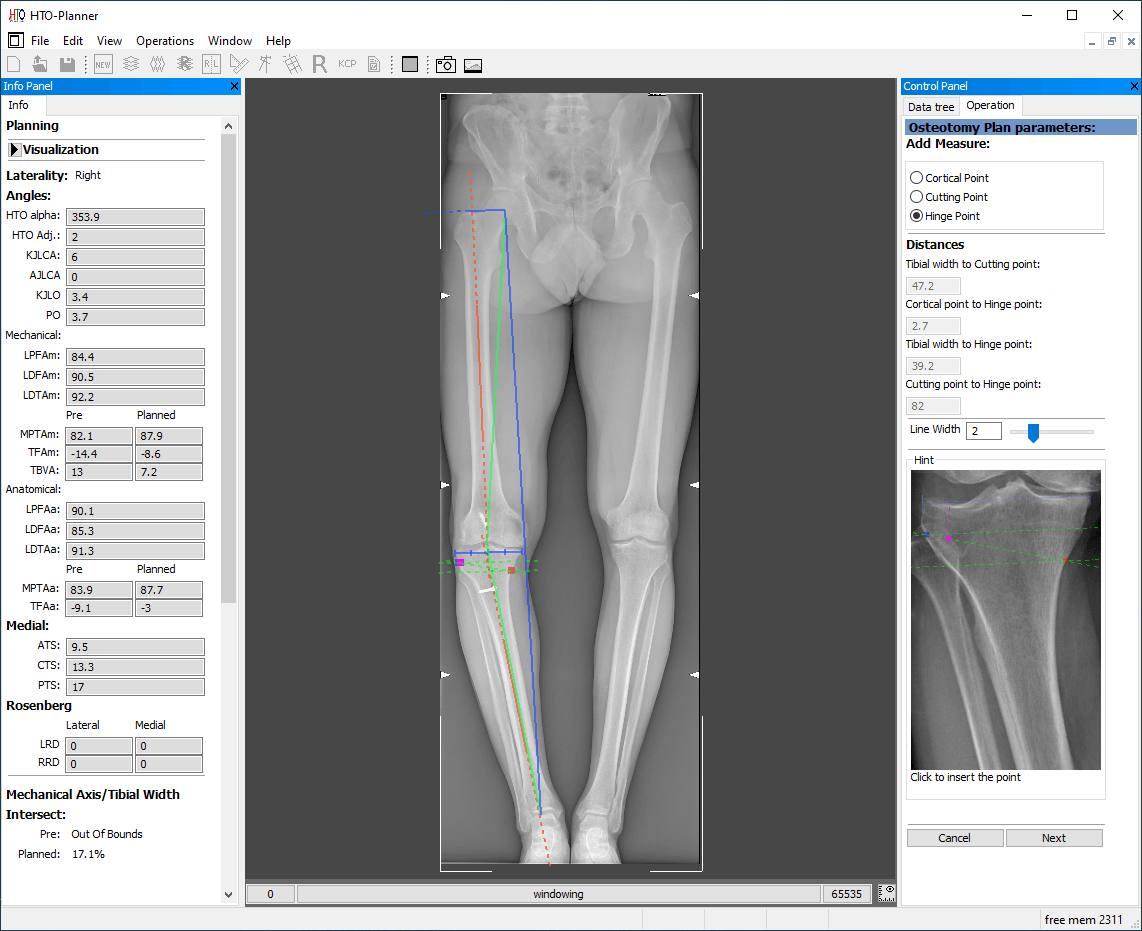 HTO HTO-Planner
File Edit View Operations Window Help
NEW R R|L R KCP
Info Panel
Info
Planning
Visualization
Laterality: Right
Angles:
HTO alpha: 353.9
HTO Adj.: 2
KJLCA: 6
AJLCA 0
KJLO 3.4
PO 3.7
Mechanical:
LPFAm: 84.4
LDFAm: 90.5
LDTAm: 92.2
Pre Planned
MPTAm: 82.1 87.9
TFAm: -14.4 -8.6
TBVA: 13 7.2
Anatomical:
LPFAa: 90.1
LDFAa: 85.3
LDTAa: 91.3
Pre Planned
MPTAa: 83.9 87.7
TFAa: -9.1 -3
Medial:
ATS: 9.5
CTS: 13.3
PTS: 17
Rosenberg
Lateral Medial
LRD 0 0
RRD 0 0
Mechanical Axis/Tibial Width
Intersect:
Pre: Out Of Bounds
Planned: 17.1%
0 windowing 65535
Control Panel
Data tree Operation
Osteotomy Plan parameters:
Add Measure:
Cortical Point
Cutting Point
Hinge Point
Distances
Tibial width to Cutting point:
47.2
Cortical point to Hinge point:
2.7
Tibial width to Hinge point:
39.2
Cutting point to Hinge point:
82
Line Width 2
Hint
Click to insert the point
Cancel Next
free mem 2311